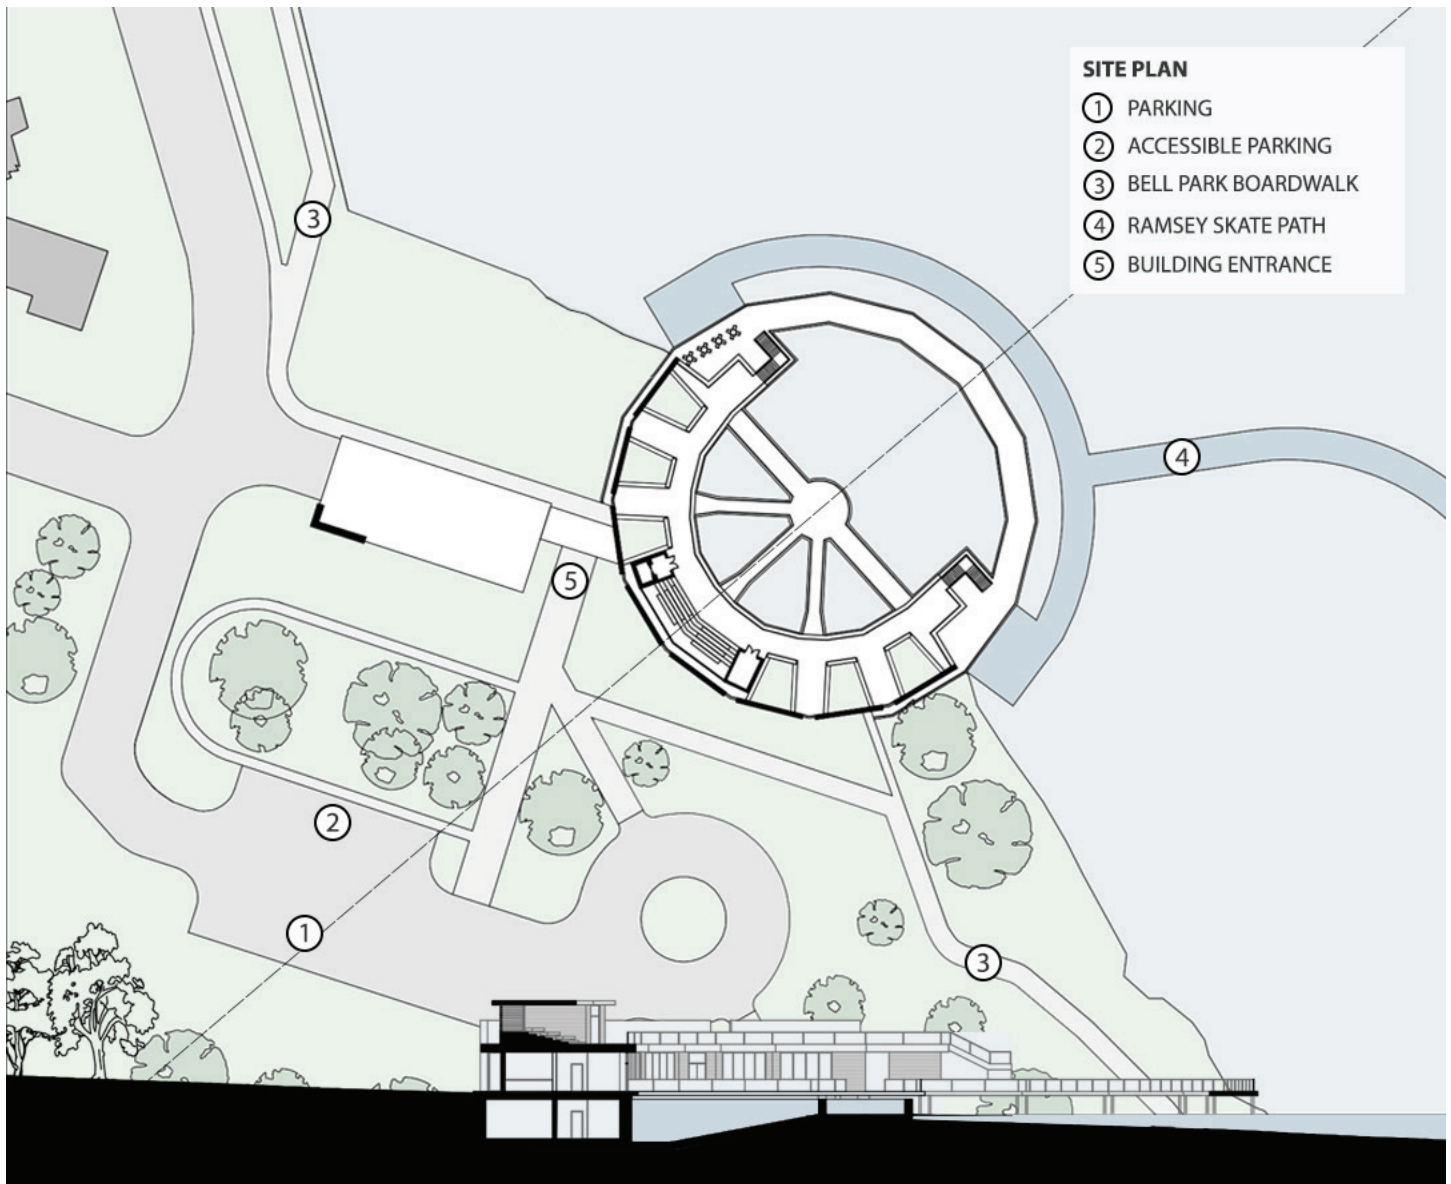 SITE PLAN
1 PARKING
2 ACCESSIBLE PARKING
3 BELL PARK BOARDWALK
4 RAMSEY SKATE PATH
5 BUILDING ENTRANCE
3
4
5
2
1
3